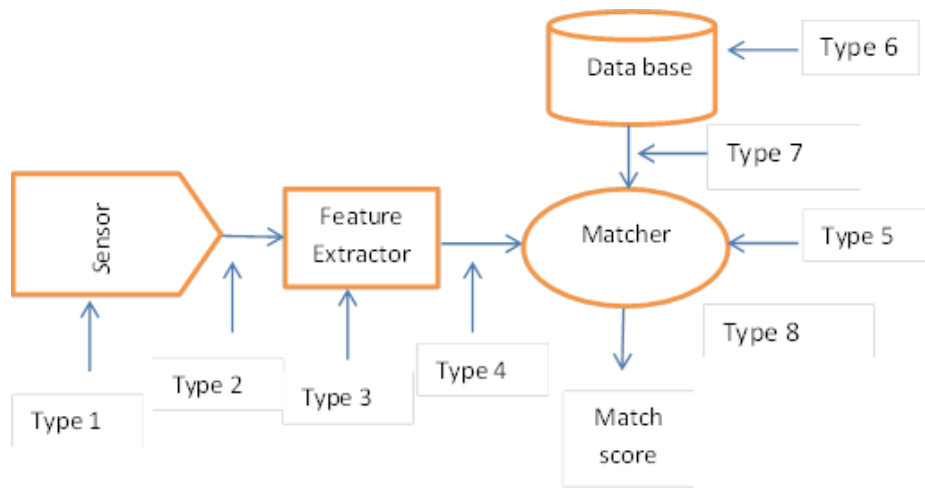 Data base
Type 6
Type 7
Sensor
Feature
Extractor
Matcher
Type 5
Type 1
Type 2
Type 3
Type 4
Type 8
Match
score